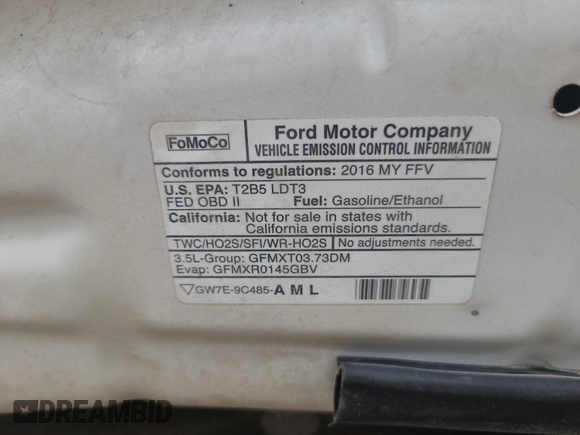 FoMoCo
Ford Motor Company
VEHICLE EMISSION CONTROL INFORMATION
Conforms to regulations: 2016 MY FFV
U.S. EPA: T2B5 LDT3
FED OBD II Fuel: Gasoline/Ethanol
California: Not for sale in states with
California emissions standards.
TWC/HO2S/SFI/WR-HO2S No adjustments needed.
3.5L-Group: GFMXT03.73DM
Evap: GFMXR0145GBV
GW7E-9C485-A M L
DREAMBID